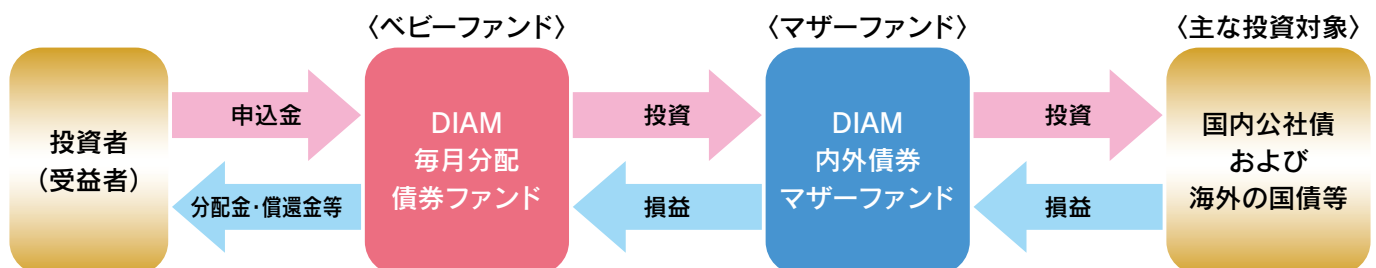 〈ベビーファンド〉
〈マザーファンド〉
〈主な投資対象〉
投資者
（受益者）
申込金
分配金・償還金等
DIAM
毎月分配
債券ファンド
投資
損益
DIAM
内外債券
マザーファンド
投資
損益
国内公社債
および
海外の国債等